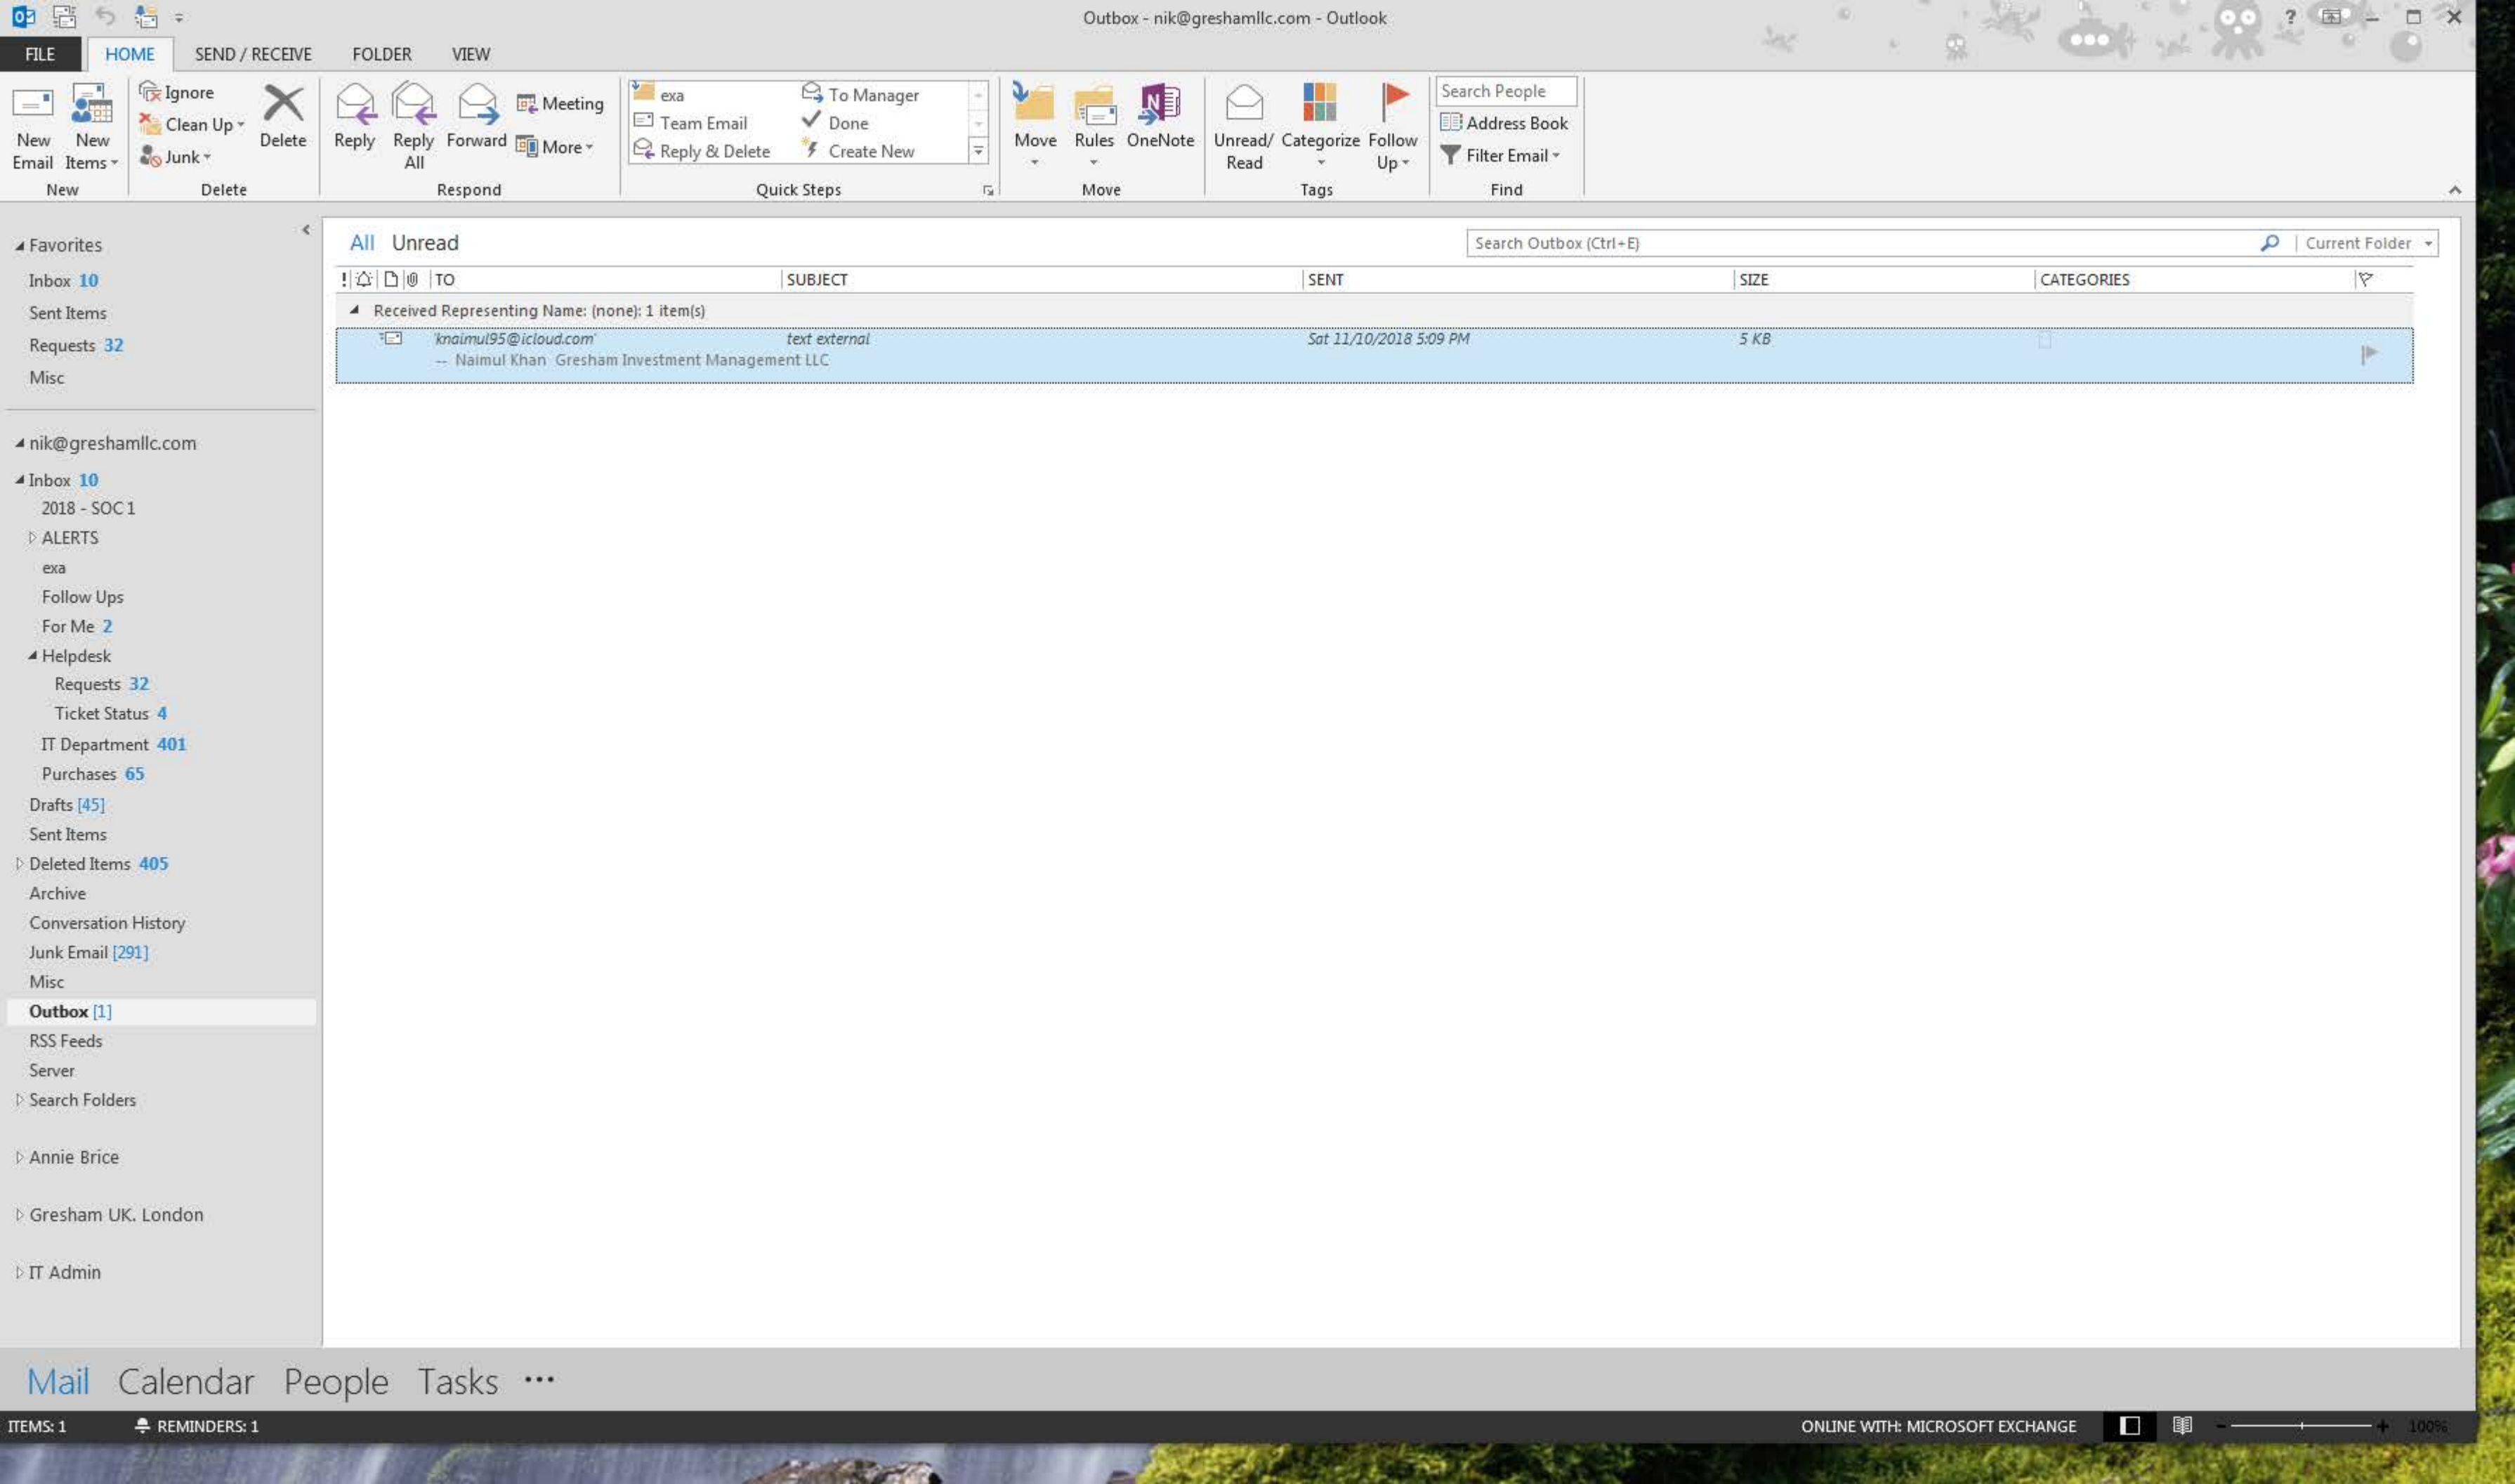 Outbox - nik@greshamllc.com - Outlook
FILE HOME SEND / RECEIVE FOLDER VIEW
New Email
New Items
New
Ignore
Clean Up
Junk
Delete
Delete
Reply
Reply All
Forward
Meeting
More
Respond
exa
Team Email
Reply & Delete
To Manager
Done
Create New
Quick Steps
Move
Rules
OneNote
Move
Unread/ Read
Categorize
Follow Up
Tags
Search People
Address Book
Filter Email
Find
Favorites
Inbox 10
Sent Items
Requests 32
Misc
nik@greshamllc.com
Inbox 10
2018 - SOC 1
ALERTS
exa
Follow Ups
For Me 2
Helpdesk
Requests 32
Ticket Status 4
IT Department 401
Purchases 65
Drafts [45]
Sent Items
Deleted Items 405
Archive
Conversation History
Junk Email [291]
Misc
Outbox [1]
RSS Feeds
Server
Search Folders
Annie Brice
Gresham UK. London
IT Admin
All Unread
Search Outbox (Ctrl+E) Current Folder
TO SUBJECT SENT SIZE CATEGORIES
Received Representing Name: (none): 1 item(s)
'knaimul95@icloud.com' text external Sat 11/10/2018 5:09 PM 5 KB
-- Naimul Khan Gresham Investment Management LLC
Mail Calendar People Tasks ...
ITEMS: 1 REMINDERS: 1 ONLINE WITH: MICROSOFT EXCHANGE 100%